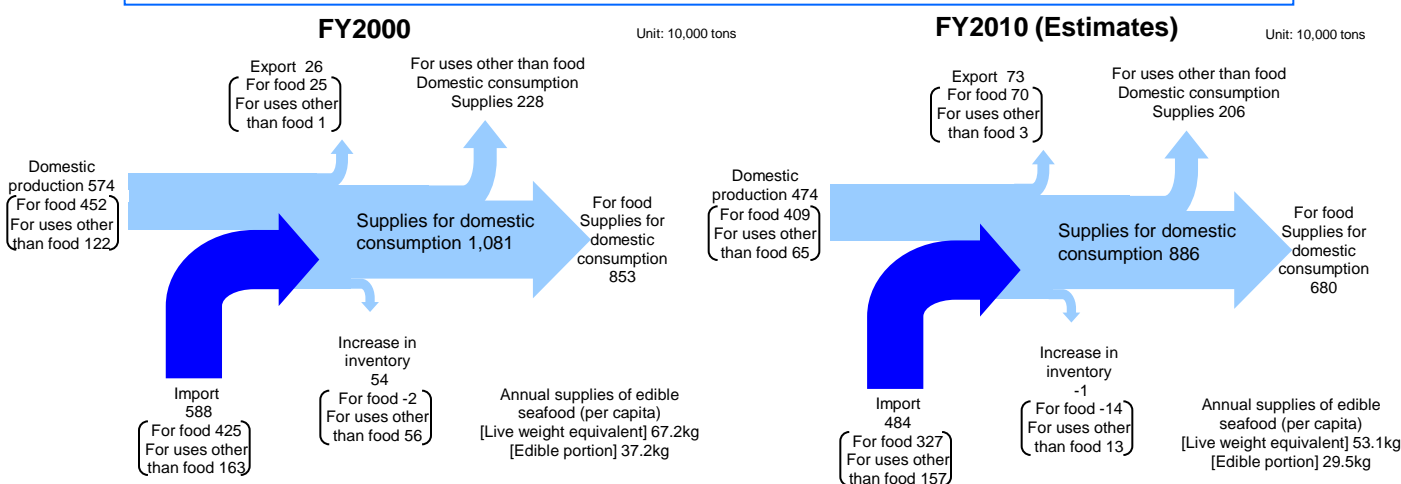 FY2000
Unit: 10,000 tons
Export 26
For food 25
For uses other
than food 1
For uses other than food
Domestic consumption
Supplies 228
Domestic
production 574
For food 452
For uses other
than food 122
Supplies for domestic
consumption 1,081
For food
Supplies for
domestic
consumption
853
Import
588
For food 425
For uses other
than food 163
Increase in
inventory
54
For food -2
For uses other
than food 56
Annual supplies of edible
seafood (per capita)
[Live weight equivalent] 67.2kg
[Edible portion] 37.2kg
FY2010 (Estimates)
Unit: 10,000 tons
Export 73
For food 70
For uses other
than food 3
For uses other than food
Domestic consumption
Supplies 206
Domestic
production 474
For food 409
For uses other
than food 65
Supplies for domestic
consumption 886
For food
Supplies for
domestic
consumption
680
Import
484
For food 327
For uses other
than food 157
Increase in
inventory
-1
For food -14
For uses other
than food 13
Annual supplies of edible
seafood (per capita)
[Live weight equivalent] 53.1kg
[Edible portion] 29.5kg